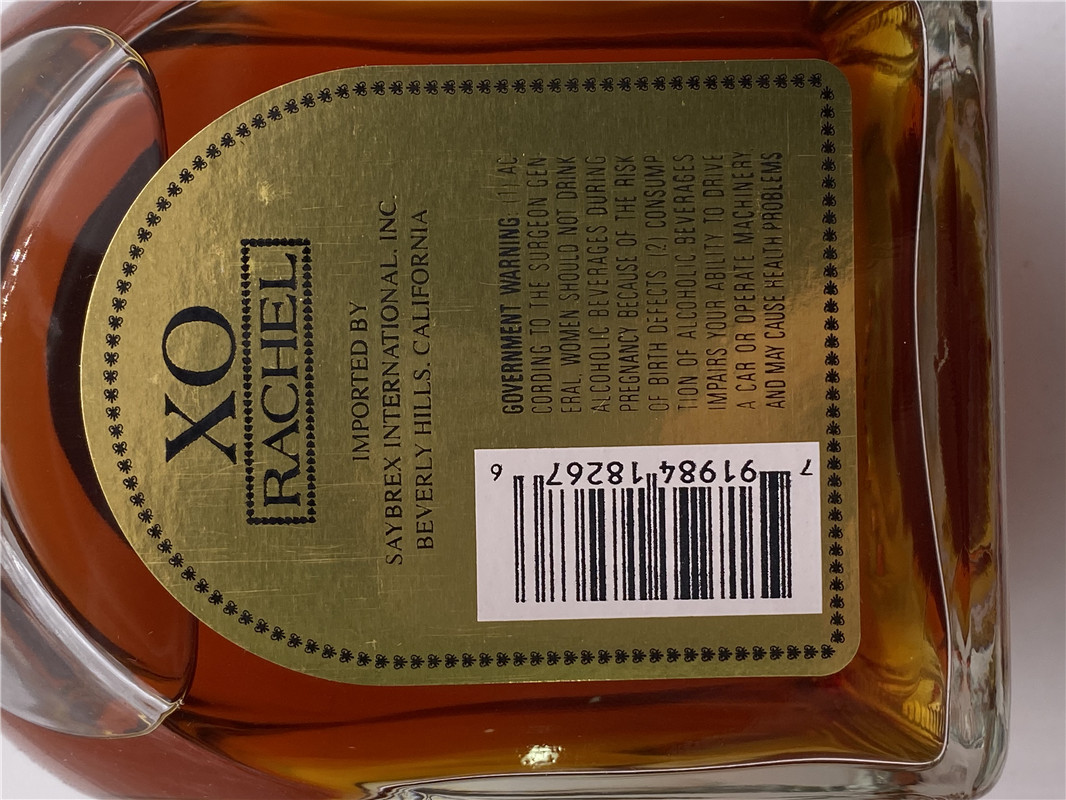 XO
RACHEL
IMPORTED BY
SAYBREX INTERNATIONAL, INC.
BEVERLY HILLS, CALIFORNIA
GOVERNMENT WARNING (1) AC
CORDING TO THE SURGEON GEN
ERAL, WOMEN SHOULD NOT DRINK
ALCOHOLIC BEVERAGES DURING
PREGNANCY BECAUSE OF THE RISK
OF BIRTH DEFECTS (2) CONSUMP
TION OF ALCOHOLIC BEVERAGES
IMPAIRS YOUR ABILITY TO DRIVE
A CAR OR OPERATE MACHINERY
AND MAY CAUSE HEALTH PROBLEMS
7 91984 18267 6